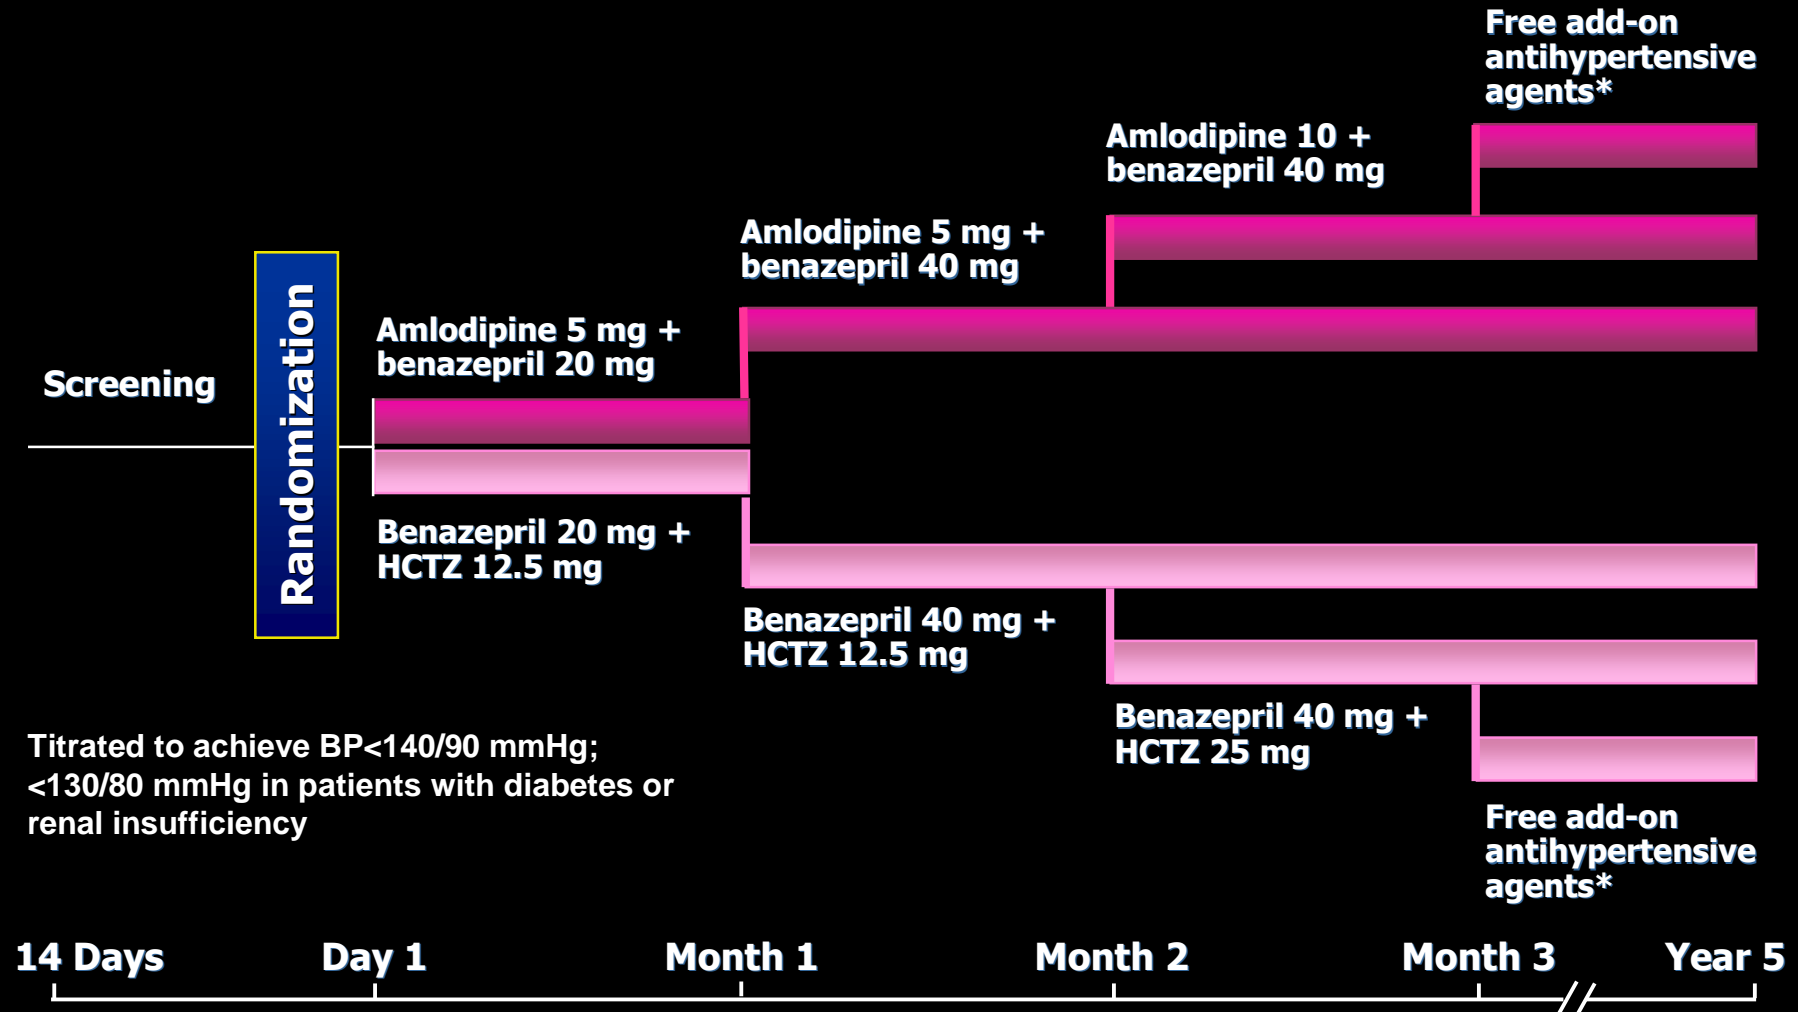 Free add-on
antihypertensive
agents*
Amlodipine 10 +
benazepril 40 mg
Amlodipine 5 mg +
benazepril 40 mg
Amlodipine 5 mg +
benazepril 20 mg
Screening
Randomization
Benazepril 20 mg +
HCTZ 12.5 mg
Benazepril 40 mg +
HCTZ 12.5 mg
Benazepril 40 mg +
HCTZ 25 mg
Titrated to achieve BP<140/90 mmHg;
<130/80 mmHg in patients with diabetes or
renal insufficiency
Free add-on
antihypertensive
agents*
14 Days
Day 1
Month 1
Month 2
Month 3
Year 5